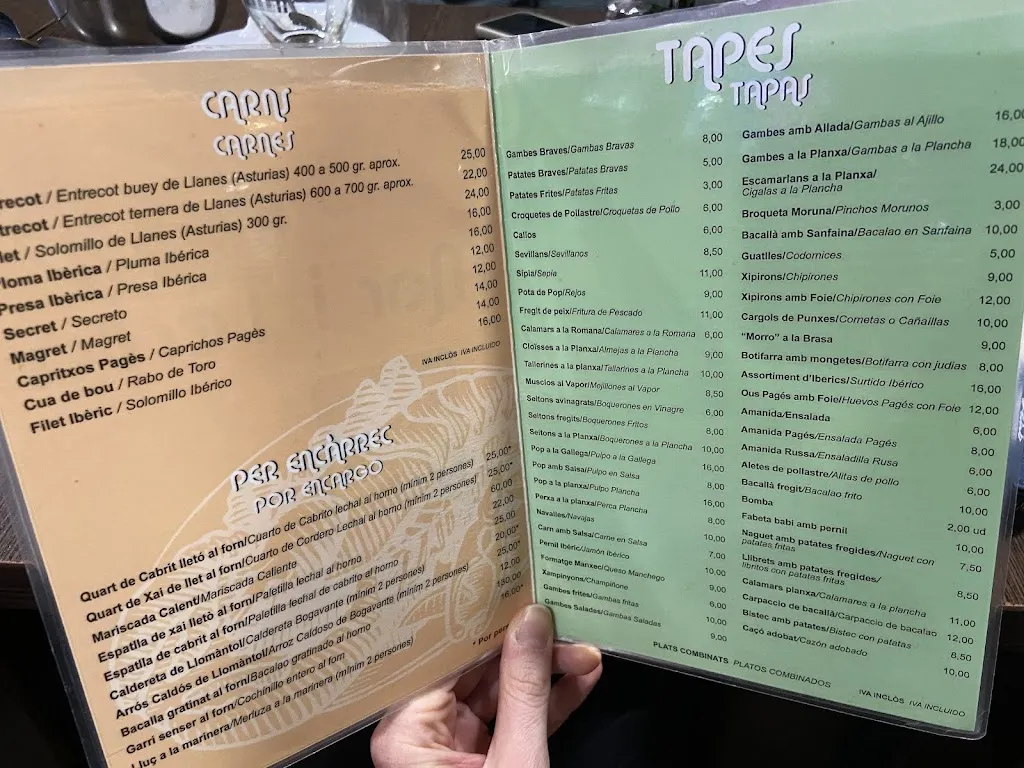 CARNS
CARNES
recot / Entrecot buey de Llanes (Asturias) 400 a 500 gr. aprox. 25,00
trecot / Entrecot ternera de Llanes (Asturias) 600 a 700 gr. aprox. 22,00
let / Solomillo de Llanes (Asturias) 300 gr. 24,00
Ploma Ibèrica / Pluma Ibérica 16,00
Presa Ibèrica / Presa Ibérica 16,00
Secret / Secreto 12,00
Magret / Magret 12,00
Capritxos Pagès / Caprichos Pagès 14,00
Cua de bou / Rabo de Toro 14,00
Filet Ibèric / Solomillo Ibérico 16,00
IVA INCLÒS IVA INCLUIDO
PER ENCÀRREC
POR ENCARGO
Quart de Cabrit lletó al forn/Cuarto de Cabrito lechal al horno (mínim 2 persones) 25,00*
Quart de Xai de llet al forn/Cuarto de Cordero Lechal al horno (mínim 2 persones) 25,00*
Mariscada Calent/Mariscada Caliente 60,00
Espatlla de xai lletó al forn/Paletilla lechal al horno 22,00
Espatlla de cabrit al forn/Paletilla lechal de cabrito al horno 25,00
Caldereta de Llomàntol/Caldereta Bogavante (mínim 2 persones) 20,00*
Arrós Caldós de Llomàntol/Arroz Caldoso de Bogavante (mínim 2 persones) 25,00*
Bacalla gratinat al forn/Bacalao gratinado al horno 12,00
Garri senser al forn/Cochinillo entero al forn 130,00
Lluç a la marinera/Merluza a la marinera (mínim 2 persones) 16,00*
* Por pers
TAPES
TAPAS
Gambes Braves/Gambas Bravas 8,00
Patates Braves/Patatas Bravas 5,00
Patates Frites/Patatas Fritas 3,00
Croquetes de Pollastre/Croquetas de Pollo 6,00
Callos 6,00
Sevillans/Sevillanos 8,50
Sipia/Sepia 11,00
Pota de Pop/Rejos 9,00
Fregit de peix/Fritura de Pescado 11,00
Calamars a la Romana/Calamares a la Romana 6,00
Cloïsses a la Planxa/Almejas a la Plancha 9,00
Tallerines a la planxa/Tallarines a la Plancha 10,00
Musclos al Vapor/Mejillones al Vapor 8,50
Seitons avinagrats/Boquerones en Vinagre 6,00
Seitons fregits/Boquerones Fritos 8,00
Seitons a la Planxa/Boquerones a la Plancha 10,00
Pop a la Gallega/Pulpo a la Gallega 16,00
Pop amb Salsa/Pulpo en Salsa 8,00
Pop a la planxa/Pulpo Plancha 16,00
Perxa a la planxa/Perca Plancha 8,00
Navalles/Navajas 10,00
Carn amb Salsa/Carne en Salsa 7,00
Pernil Ibéric/Jamón Ibérico 10,00
Formatge Manxec/Queso Manchego 9,00
Xampinyons/Champiñone 6,00
Gambes frites/Gambas fritas 10,00
Gambes Salades/Gambas Saladas 9,00
Gambes amb Allada/Gambas al Ajillo 16,00
Gambes a la Planxa/Gambas a la Plancha 18,00
Escamarlans a la Planxa/ 24,00
Cigalas a la Plancha
Broqueta Moruna/Pinchos Morunos 3,00
Bacallà amb Sanfaina/Bacalao en Sanfaina 10,00
Guatlles/Codornices 5,00
Xipirons/Chipirones 9,00
Xipirons amb Foie/Chipirones con Foie 12,00
Cargols de Punxes/Cornetas o Cañaillas 10,00
"Morro" a la Brasa 9,00
Botifarra amb mongetes/Botifarra con judías 8,00
Assortiment d'Iberics/Surtido Ibérico 16,00
Ous Pagés amb Foie/Huevos Pagés con Foie 12,00
Amanida/Ensalada 6,00
Amanida Pagés/Ensalada Pagés 8,00
Amanida Russa/Ensaladilla Rusa 6,00
Aletes de pollastre/Alitas de pollo 6,00
Bacallá fregit/Bacalao frito 10,00
Bomba 2,00 ud
Fabeta babi amb pernil 10,00
Naguet amb patates fregides/Naguet con 7,50
patatas fritas
Llibrets amb patates fregides/ 8,50
libritos con patatas fritas
Calamars planxa/Calamares a la plancha 11,00
Carpaccio de bacallà/Carpaccio de bacalao 12,00
Bistec amb patates/Bistec con patatas 8,50
Caçó adobat/Cazón adobado 10,00
PLATS COMBINATS PLATOS COMBINADOS
IVA INCLÒS IVA INCLUIDO